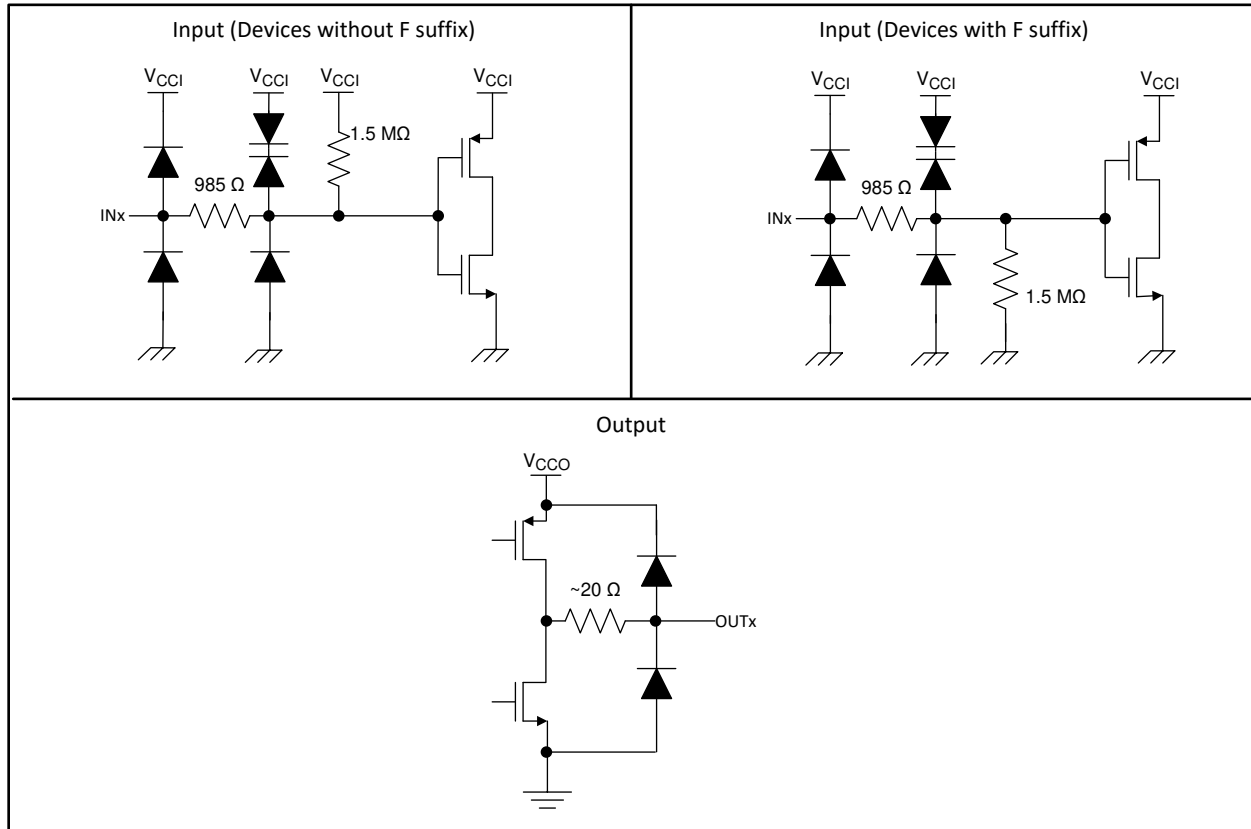 Input (Devices without F suffix)
V_CCI V_CCI V_CCI V_CCI
1.5 MΩ
985 Ω
INx
Input (Devices with F suffix)
V_CCI V_CCI V_CCI
985 Ω
INx
1.5 MΩ
Output
V_CCO
~20 Ω
OUTx